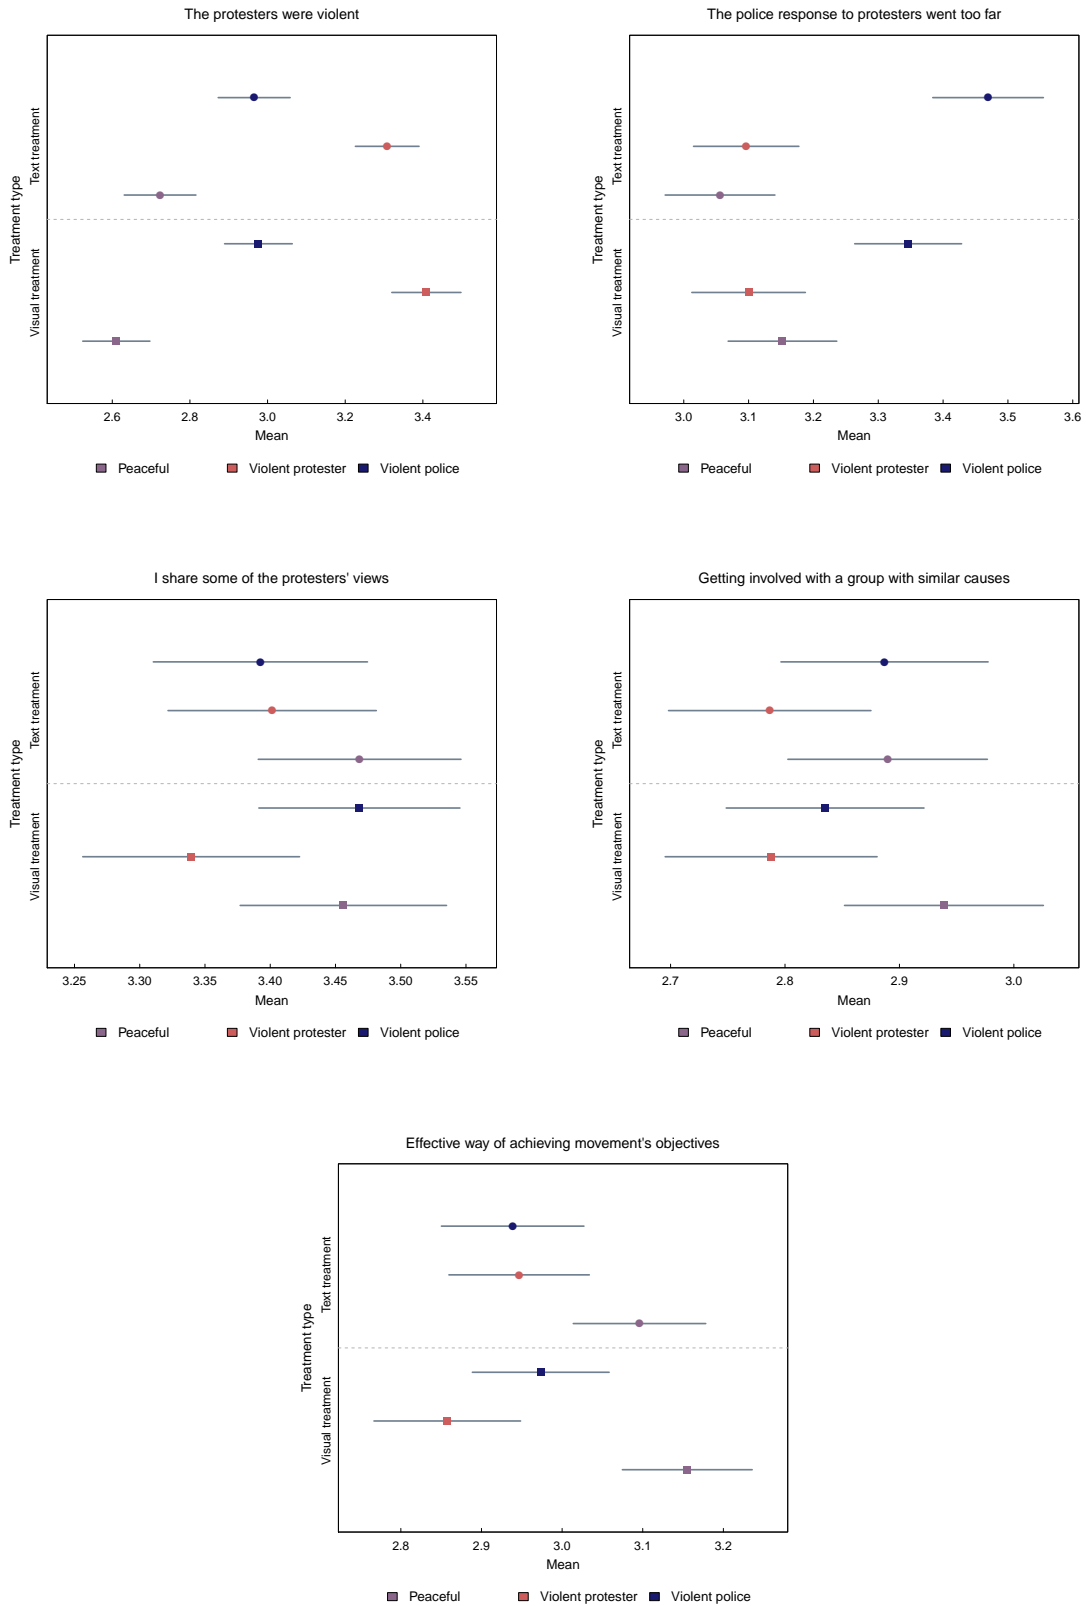 The protesters were violent
Treatment type
Text treatment
Visual treatment
2.6 2.8 3.0 3.2 3.4
Mean
Peaceful Violent protester Violent police
The police response to protesters went too far
Treatment type
Text treatment
Visual treatment
3.0 3.1 3.2 3.3 3.4 3.5 3.6
Mean
Peaceful Violent protester Violent police
I share some of the protesters' views
Treatment type
Text treatment
Visual treatment
3.25 3.30 3.35 3.40 3.45 3.50 3.55
Mean
Peaceful Violent protester Violent police
Getting involved with a group with similar causes
Treatment type
Text treatment
Visual treatment
2.7 2.8 2.9 3.0
Mean
Peaceful Violent protester Violent police
Effective way of achieving movement's objectives
Treatment type
Text treatment
Visual treatment
2.8 2.9 3.0 3.1 3.2
Mean
Peaceful Violent protester Violent police